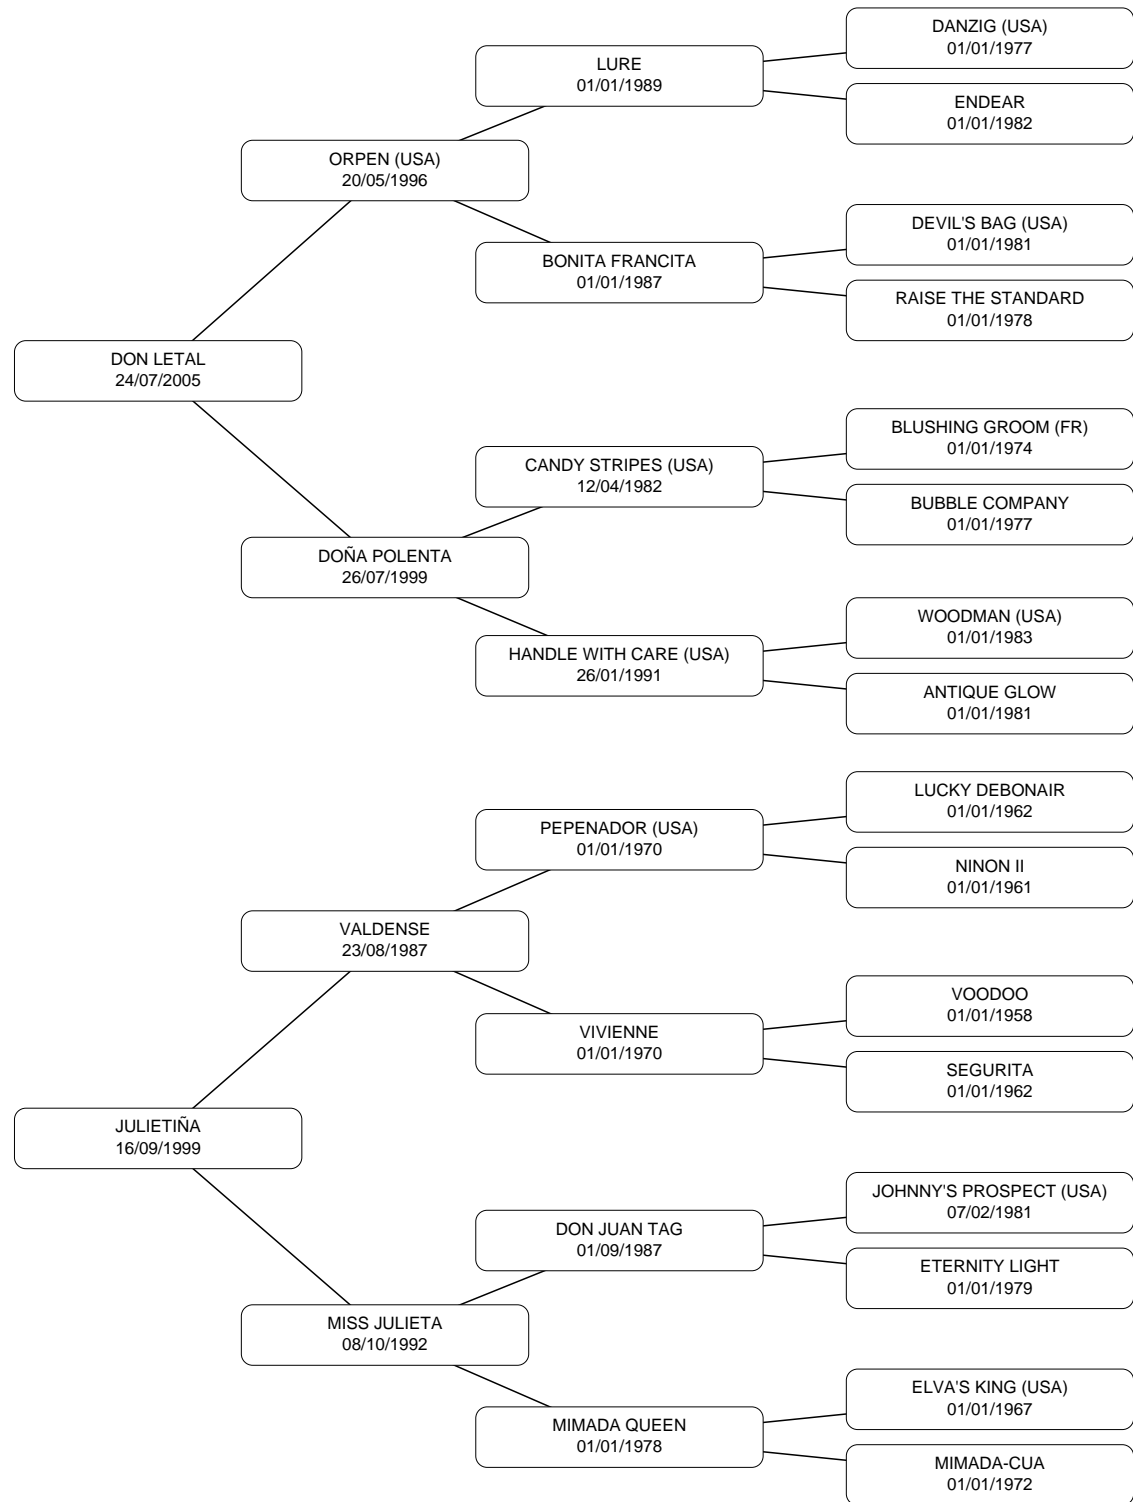 DANZIG (USA)
01/01/1977
LURE
01/01/1989
ENDEAR
01/01/1982
ORPEN (USA)
20/05/1996
DEVIL'S BAG (USA)
01/01/1981
BONITA FRANCITA
01/01/1987
RAISE THE STANDARD
01/01/1978
DON LETAL
24/07/2005
BLUSHING GROOM (FR)
01/01/1974
CANDY STRIPES (USA)
12/04/1982
BUBBLE COMPANY
01/01/1977
DOÑA POLENTA
26/07/1999
WOODMAN (USA)
01/01/1983
HANDLE WITH CARE (USA)
26/01/1991
ANTIQUE GLOW
01/01/1981
LUCKY DEBONAIR
01/01/1962
PEPENADOR (USA)
01/01/1970
NINON II
01/01/1961
VALDENSE
23/08/1987
VOODOO
01/01/1958
VIVIENNE
01/01/1970
SEGURITA
01/01/1962
JULIETIÑA
16/09/1999
JOHNNY'S PROSPECT (USA)
07/02/1981
DON JUAN TAG
01/09/1987
ETERNITY LIGHT
01/01/1979
MISS JULIETA
08/10/1992
ELVA'S KING (USA)
01/01/1967
MIMADA QUEEN
01/01/1978
MIMADA-CUA
01/01/1972